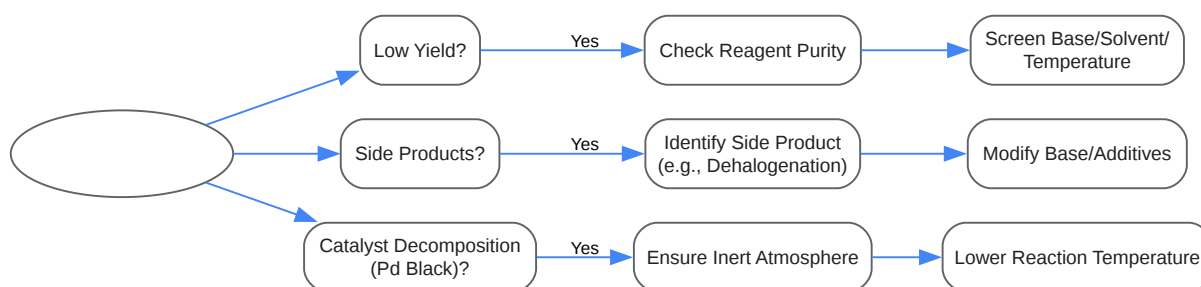 Low Yield?
Yes
Check Reagent Purity
Screen Base/Solvent/
Temperature
Side Products?
Yes
Identify Side Product
(e.g., Dehalogenation)
Modify Base/Additives
Catalyst Decomposition
(Pd Black)?
Yes
Ensure Inert Atmosphere
Lower Reaction Temperature